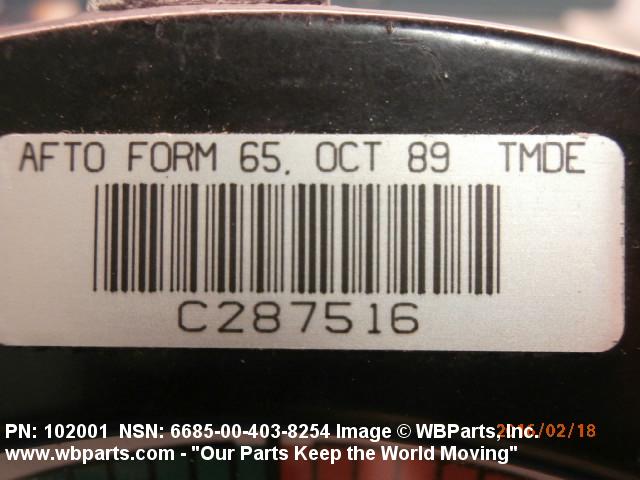 AFTO FORM 65, OCT 89 TMDE
C287516
PN: 102001 NSN: 6685-00-403-8254 Image © WBParts, Inc.
2016/02/18
www.wbparts.com - "Our Parts Keep the World Moving"